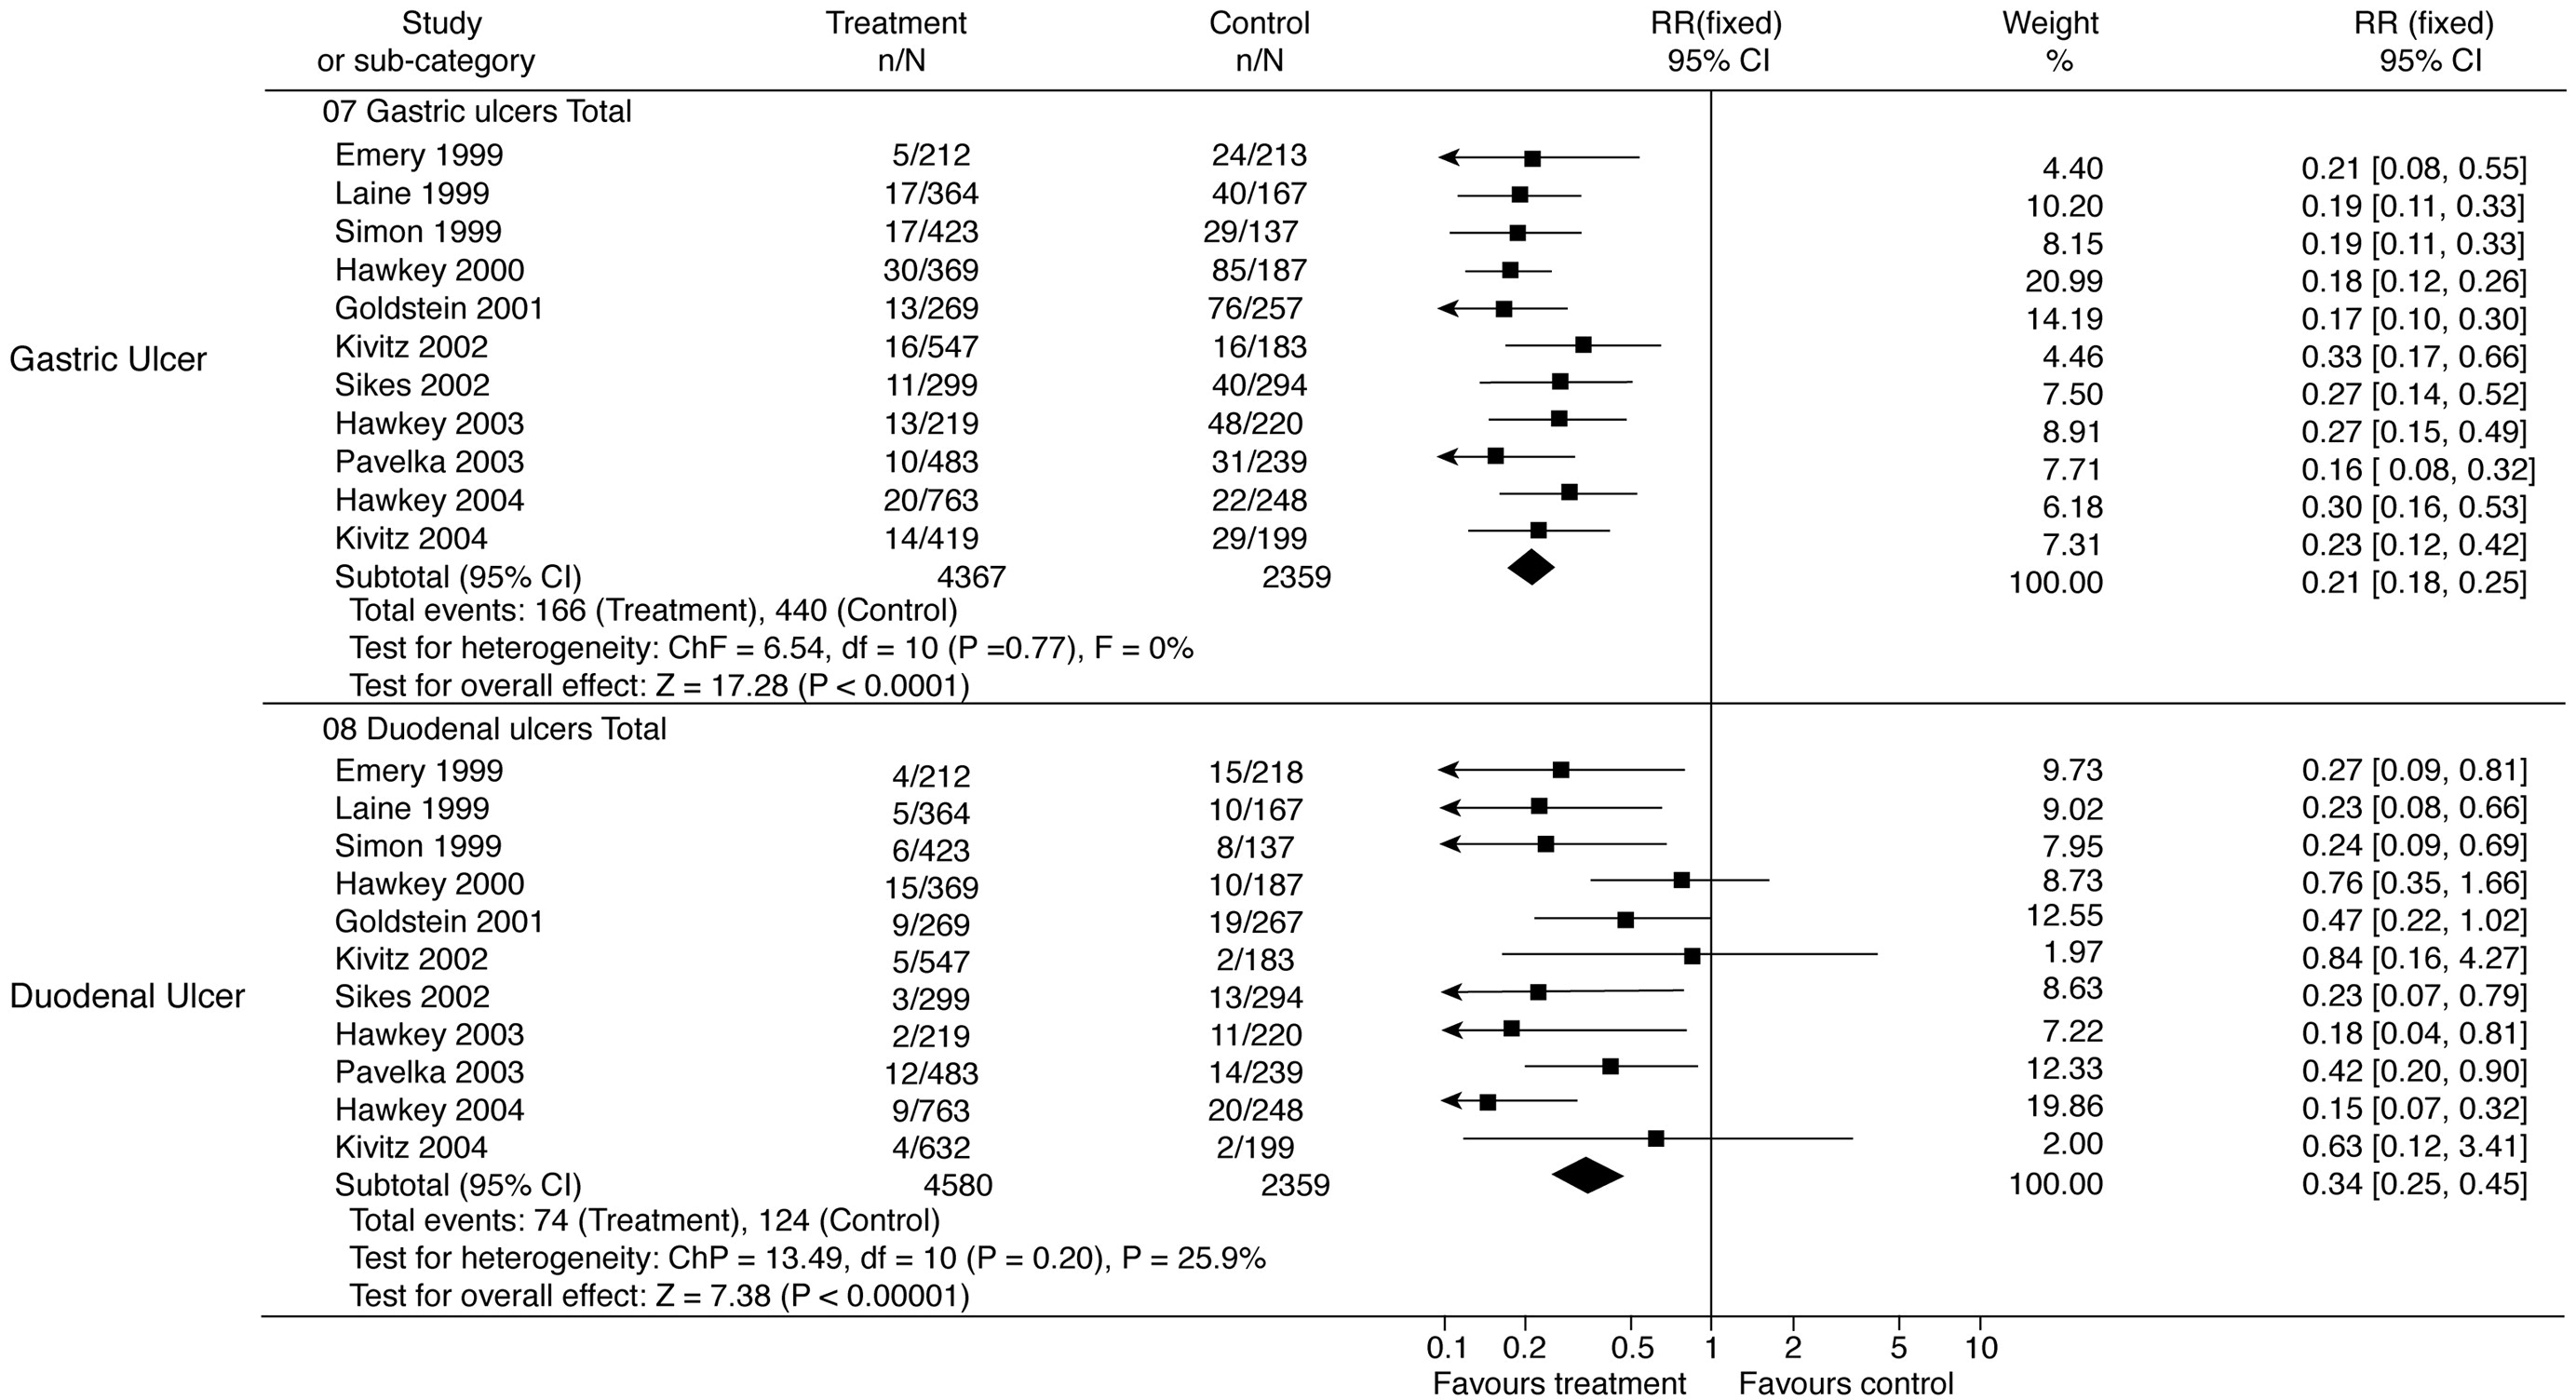 Study Treatment Control RR(fixed) Weight RR (fixed)
or sub-category n/N n/N 95% CI % 95% CI
07 Gastric ulcers Total
Emery 1999 5/212 24/213 4.40 0.21 [0.08, 0.55]
Laine 1999 17/364 40/167 10.20 0.19 [0.11, 0.33]
Simon 1999 17/423 29/137 8.15 0.19 [0.11, 0.33]
Hawkey 2000 30/369 85/187 20.99 0.18 [0.12, 0.26]
Goldstein 2001 13/269 76/257 14.19 0.17 [0.10, 0.30]
Gastric Ulcer
Kivitz 2002 16/547 16/183 4.46 0.33 [0.17, 0.66]
Sikes 2002 11/299 40/294 7.50 0.27 [0.14, 0.52]
Hawkey 2003 13/219 48/220 8.91 0.27 [0.15, 0.49]
Pavelka 2003 10/483 31/239 7.71 0.16 [ 0.08, 0.32]
Hawkey 2004 20/763 22/248 6.18 0.30 [0.16, 0.53]
Kivitz 2004 14/419 29/199 7.31 0.23 [0.12, 0.42]
Subtotal (95% CI) 4367 2359 100.00 0.21 [0.18, 0.25]
Total events: 166 (Treatment), 440 (Control)
Test for heterogeneity: ChF = 6.54, df = 10 (P =0.77), F = 0%
Test for overall effect: Z = 17.28 (P < 0.0001)
08 Duodenal ulcers Total
Emery 1999 4/212 15/218 9.73 0.27 [0.09, 0.81]
Laine 1999 5/364 10/167 9.02 0.23 [0.08, 0.66]
Simon 1999 6/423 8/137 7.95 0.24 [0.09, 0.69]
Hawkey 2000 15/369 10/187 8.73 0.76 [0.35, 1.66]
Goldstein 2001 9/269 19/267 12.55 0.47 [0.22, 1.02]
Kivitz 2002 5/547 2/183 1.97 0.84 [0.16, 4.27]
Duodenal Ulcer
Sikes 2002 3/299 13/294 8.63 0.23 [0.07, 0.79]
Hawkey 2003 2/219 11/220 7.22 0.18 [0.04, 0.81]
Pavelka 2003 12/483 14/239 12.33 0.42 [0.20, 0.90]
Hawkey 2004 9/763 20/248 19.86 0.15 [0.07, 0.32]
Kivitz 2004 4/632 2/199 2.00 0.63 [0.12, 3.41]
Subtotal (95% CI) 4580 2359 100.00 0.34 [0.25, 0.45]
Total events: 74 (Treatment), 124 (Control)
Test for heterogeneity: ChP = 13.49, df = 10 (P = 0.20), P = 25.9%
Test for overall effect: Z = 7.38 (P < 0.00001)
0.1 0.2 0.5 1 2 5 10
Favours treatment Favours control